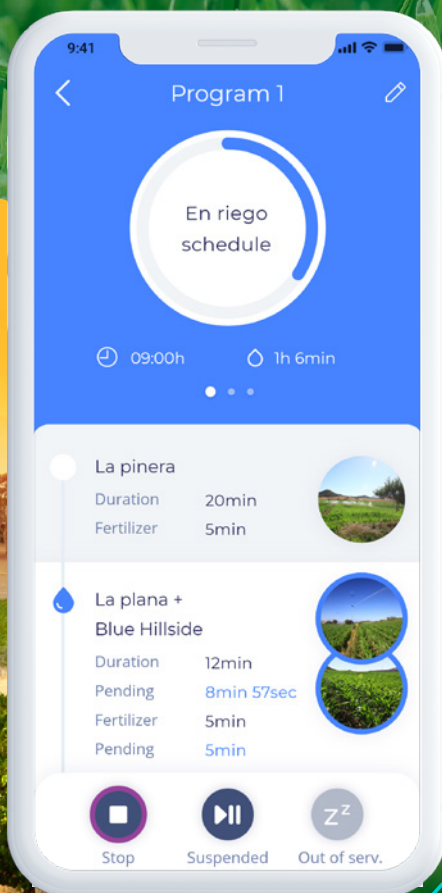 9:41
Program 1
En riego
schedule
09:00h 1h 6min
La pinera
Duration 20min
Fertilizer 5min
La plana +
Blue Hillside
Duration 12min
Pending 8min 57sec
Fertilizer 5min
Pending 5min
zz
Stop Suspended Out of serv.